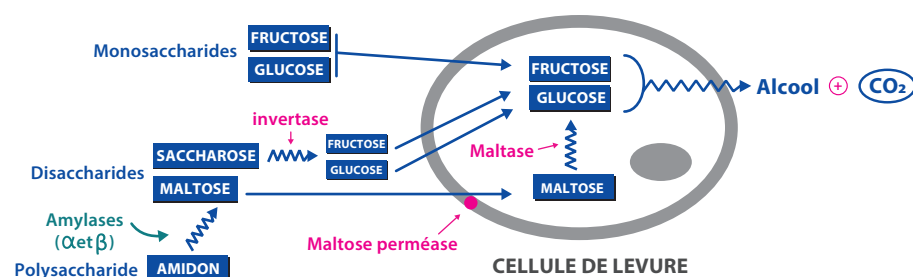 Monosaccharides
FRUCTOSE
GLUCOSE
FRUCTOSE
GLUCOSE
Alcool + CO₂
invertase
Disaccharides
SACCHAROSE
FRUCTOSE
GLUCOSE
MALTOSE
Maltase
MALTOSE
Amylases
(α et β)
Maltose perméase
Polysaccharide
AMIDON
CELLULE DE LEVURE